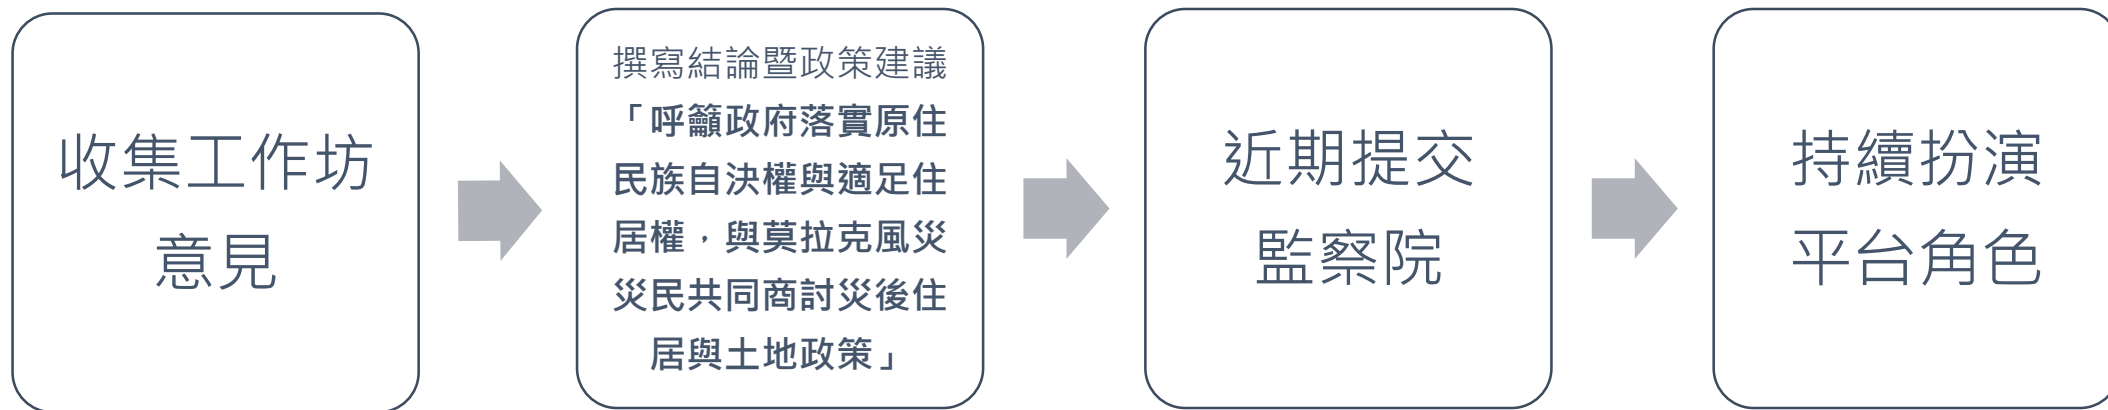 收集工作坊
意見
撰寫結論暨政策建議
「呼籲政府落實原住
民族自決權與適足住
居權，與莫拉克風災
災民共同商討災後住
居與土地政策」
近期提交
監察院
持續扮演
平台角色